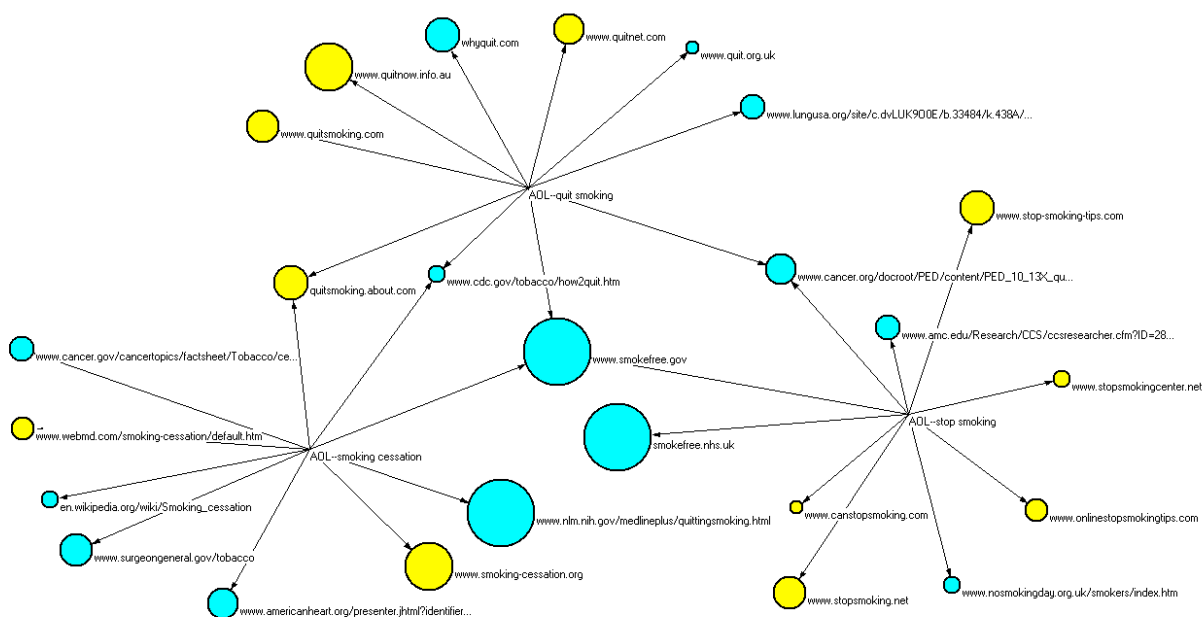 whyquit.com
www.quitnet.com
www.quit.org.uk
www.quitnow.info.au
www.lungusa.org/site/c.dvLUK9O0E/b.33484/k.438A/...
www.quitsmoking.com
AOL--quit smoking
www.stop-smoking-tips.com
www.cdc.gov/tobacco/how2quit.htm
www.cancer.org/docroot/PED/content/PED_10_13X_qu...
quitsmoking.about.com
www.amc.edu/Research/CCS/ccsresearcher.cfm?ID=28...
www.cancer.gov/cancertopics/factsheet/Tobacco/ce...
www.smokefree.gov
www.stopsmokingcenter.net
AOL--stop smoking
www.webmd.com/smoking-cessation/default.htm
smokefree.nhs.uk
AOL--smoking cessation
en.wikipedia.org/wiki/Smoking_cessation
www.nlm.nih.gov/medlineplus/quittingsmoking.html
www.canstopsmoking.com
www.onlinestopsmokingtips.com
www.surgeongeneral.gov/tobacco
www.smoking-cessation.org
www.nosmokingday.org.uk/smokers/index.htm
www.stopsmoking.net
www.americanheart.org/presenter.jhtml?identifier...